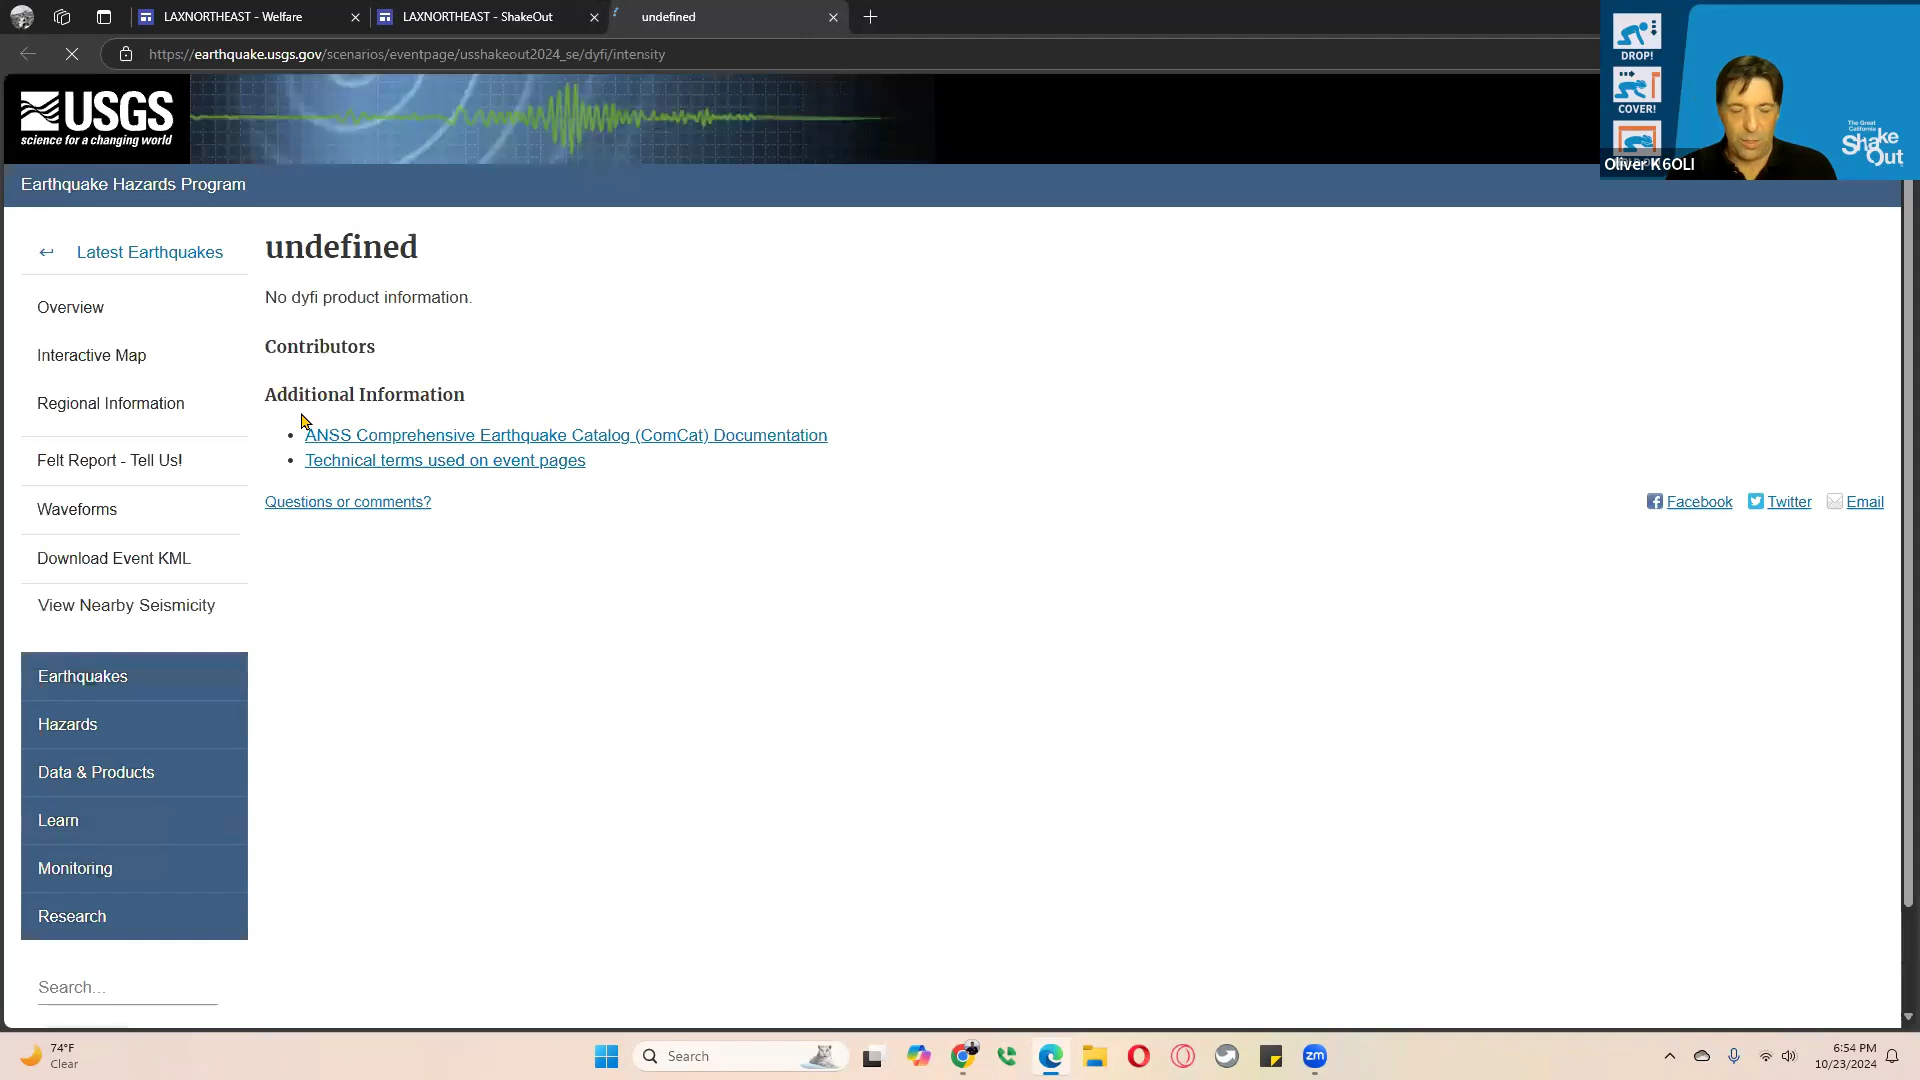 LAXNORTHEAST - Welfare
LAXNORTHEAST - ShakeOut
undefined
https://earthquake.usgs.gov/scenarios/eventpage/usshakeout2024_se/dyfi/intensity
DROP!
COVER!
The Great California
ShakeOut
Oliver K6OLI
USGS
science for a changing world
Earthquake Hazards Program
Latest Earthquakes
Overview
Interactive Map
Regional Information
Felt Report - Tell Us!
Waveforms
Download Event KML
View Nearby Seismicity
Earthquakes
Hazards
Data & Products
Learn
Monitoring
Research
Search...
undefined
No dyfi product information.
Contributors
Additional Information
• ANSS Comprehensive Earthquake Catalog (ComCat) Documentation
• Technical terms used on event pages
Questions or comments?
Facebook Twitter Email
74°F
Clear
Search
zm
6:54 PM
10/23/2024